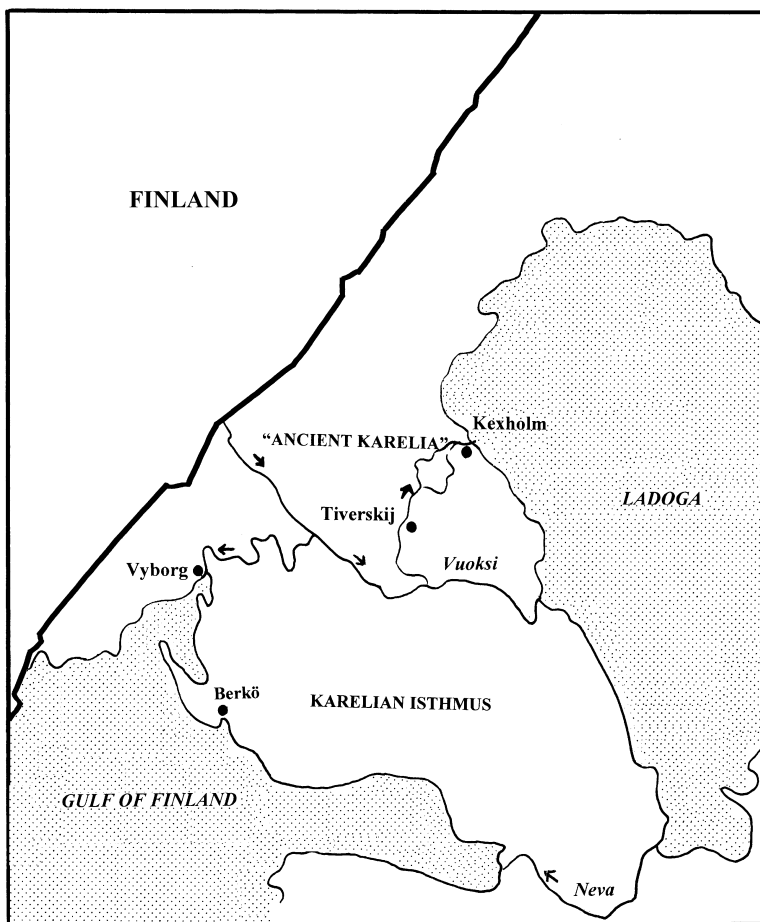 FINLAND
Kexholm
“ANCIENT KARELIA”
LADOGA
Tiverskij
Vuoksi
Vyborg
Berkö
KARELIAN ISTHMUS
GULF OF FINLAND
Neva